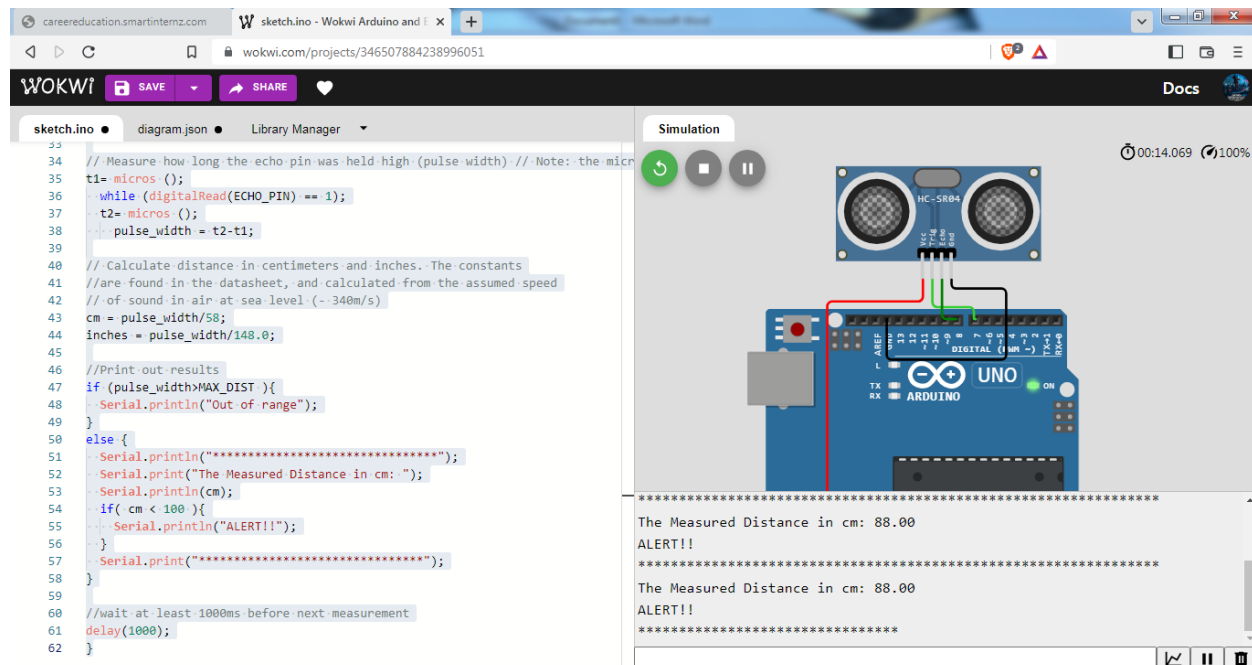 careereducation.smartinternz.com
sketch.ino - Wokwi Arduino and E
wokwi.com/projects/346507884238996051
2
WOKWi SAVE SHARE Docs
sketch.ino diagram.json Library Manager
33
34 // Measure how long the echo pin was held high (pulse width) // Note: the micr
35 t1= micros ();
36 while (digitalRead(ECHO_PIN) == 1);
37 t2= micros ();
38 pulse_width = t2-t1;
39
40 // Calculate distance in centimeters and inches. The constants
41 //are found in the datasheet, and calculated from the assumed speed
42 // of sound in air at sea level (- 340m/s)
43 cm = pulse_width/58;
44 inches = pulse_width/148.0;
45
46 //Print out results
47 if (pulse_width>MAX_DIST ){
48 Serial.println("Out of range");
49 }
50 else {
51 Serial.println("********************************");
52 Serial.print("The Measured Distance in cm: ");
53 Serial.println(cm);
54 if( cm < 100 ){
55 Serial.println("ALERT!!");
56 }
57 Serial.print("********************************");
58 }
59
60 //wait at least 1000ms before next measurement
61 delay(1000);
62 }
Simulation
00:14.069 100%
HC-SR04
Vcc
Trig
Echo
Gnd
AREF
GND
13
12
~11
~10
~9
8
7
~6
~5
4
~3
2
TX→1
RX←0
DIGITAL (PWM ~)
L
TX
RX
UNO
ARDUINO
ON
****************************************************************
The Measured Distance in cm: 88.00
ALERT!!
****************************************************************
The Measured Distance in cm: 88.00
ALERT!!
********************************